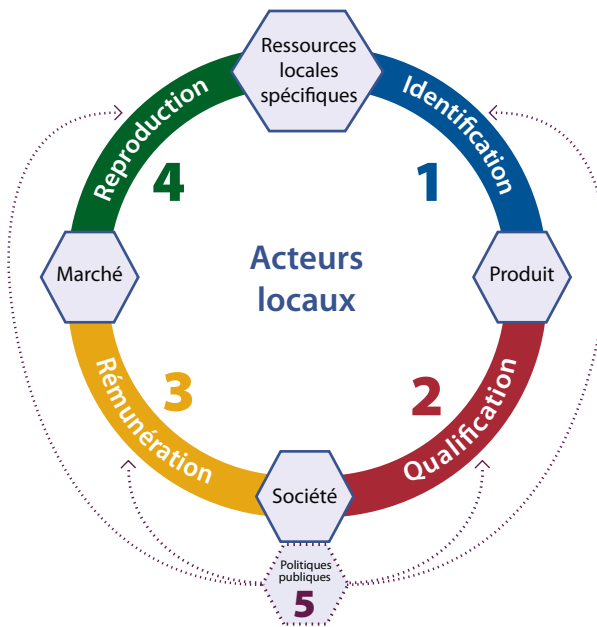 Ressources
locales
spécifiques
Identification
1
Produit
Qualification
2
Société
Rémunération
3
Marché
Reproduction
4
Acteurs
locaux
Politiques
publiques
5